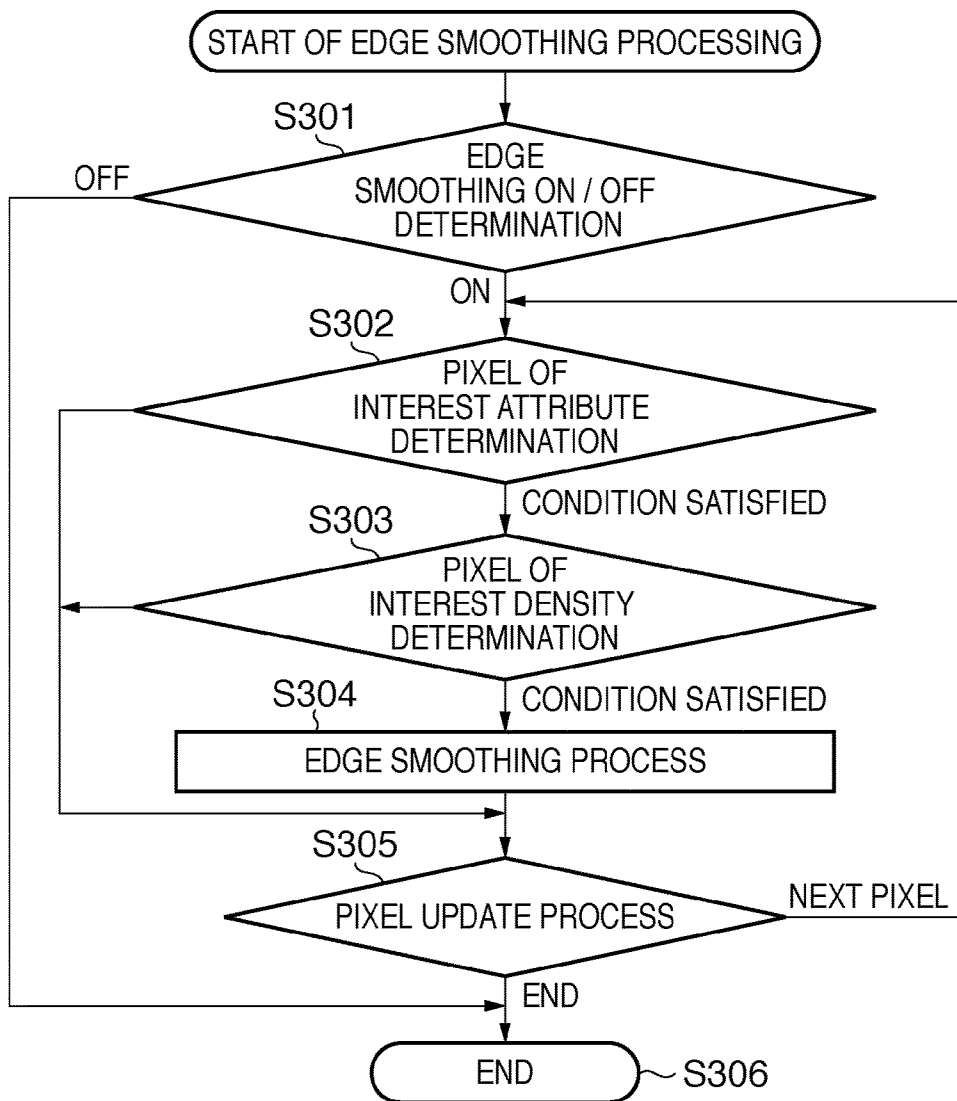 START OF EDGE SMOOTHING PROCESSING
S301
EDGE
SMOOTHING ON / OFF
DETERMINATION
OFF
ON
S302
PIXEL OF
INTEREST ATTRIBUTE
DETERMINATION
CONDITION SATISFIED
S303
PIXEL OF
INTEREST DENSITY
DETERMINATION
CONDITION SATISFIED
S304
EDGE SMOOTHING PROCESS
S305
PIXEL UPDATE PROCESS
NEXT PIXEL
END
END
S306